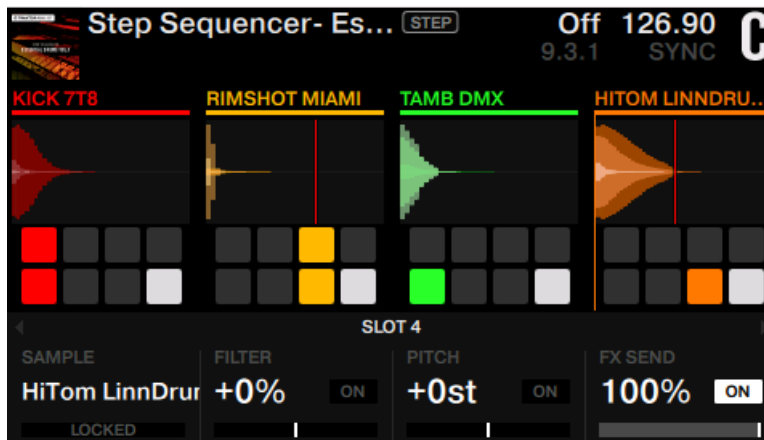 Step Sequencer- Es... STEP Off 126.90 C
9.3.1 SYNC
KICK 7T8 RIMSHOT MIAMI TAMB DMX HITOM LINNDRU..
SLOT 4
SAMPLE FILTER PITCH FX SEND
HiTom LinnDrur +0% ON +0st ON 100% ON
LOCKED